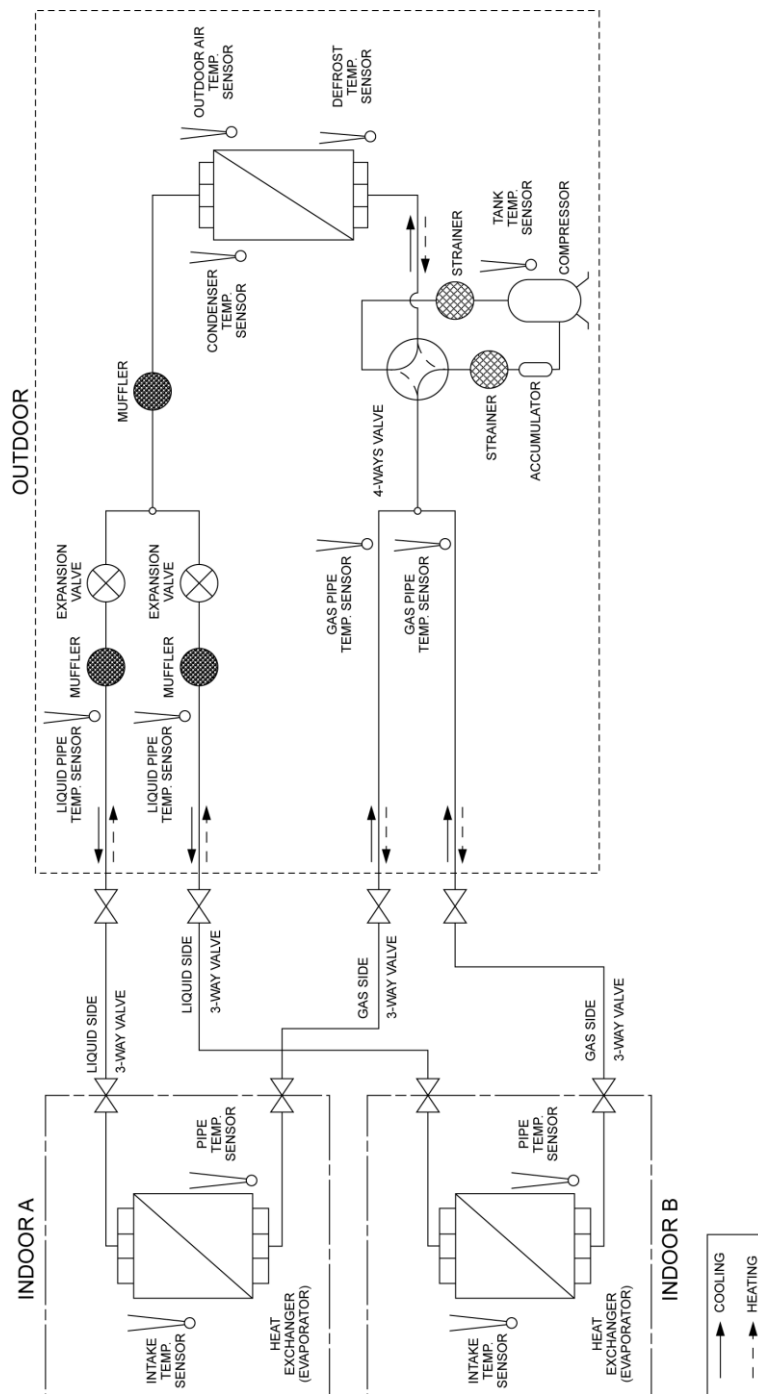 OUTDOOR
OUTDOOR AIR
TEMP.
SENSOR
DEFROST
TEMP.
SENSOR
CONDENSER
TEMP.
SENSOR
STRAINER
TANK
TEMP.
SENSOR
COMPRESSOR
MUFFLER
4-WAYS VALVE
STRAINER
ACCUMULATOR
EXPANSION
VALVE
EXPANSION
VALVE
MUFFLER
MUFFLER
GAS PIPE
TEMP. SENSOR
GAS PIPE
TEMP. SENSOR
LIQUID PIPE
TEMP. SENSOR
LIQUID PIPE
TEMP. SENSOR
LIQUID SIDE
3-WAY VALVE
LIQUID SIDE
3-WAY VALVE
GAS SIDE
3-WAY VALVE
GAS SIDE
3-WAY VALVE
INDOOR A
PIPE
TEMP.
SENSOR
INTAKE
TEMP.
SENSOR
HEAT
EXCHANGER
(EVAPORATOR)
INDOOR B
PIPE
TEMP.
SENSOR
INTAKE
TEMP.
SENSOR
HEAT
EXCHANGER
(EVAPORATOR)
COOLING
HEATING